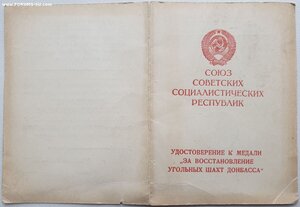 www.FORUMS-su.com
СОЮЗ
СОВЕТСКИХ
СОЦИАЛИСТИЧЕСКИХ
РЕСПУБЛИК
УДОСТОВЕРЕНИЕ К МЕДАЛИ
„ЗА ВОССТАНОВЛЕНИЕ
УГОЛЬНЫХ ШАХТ ДОНБАССА“